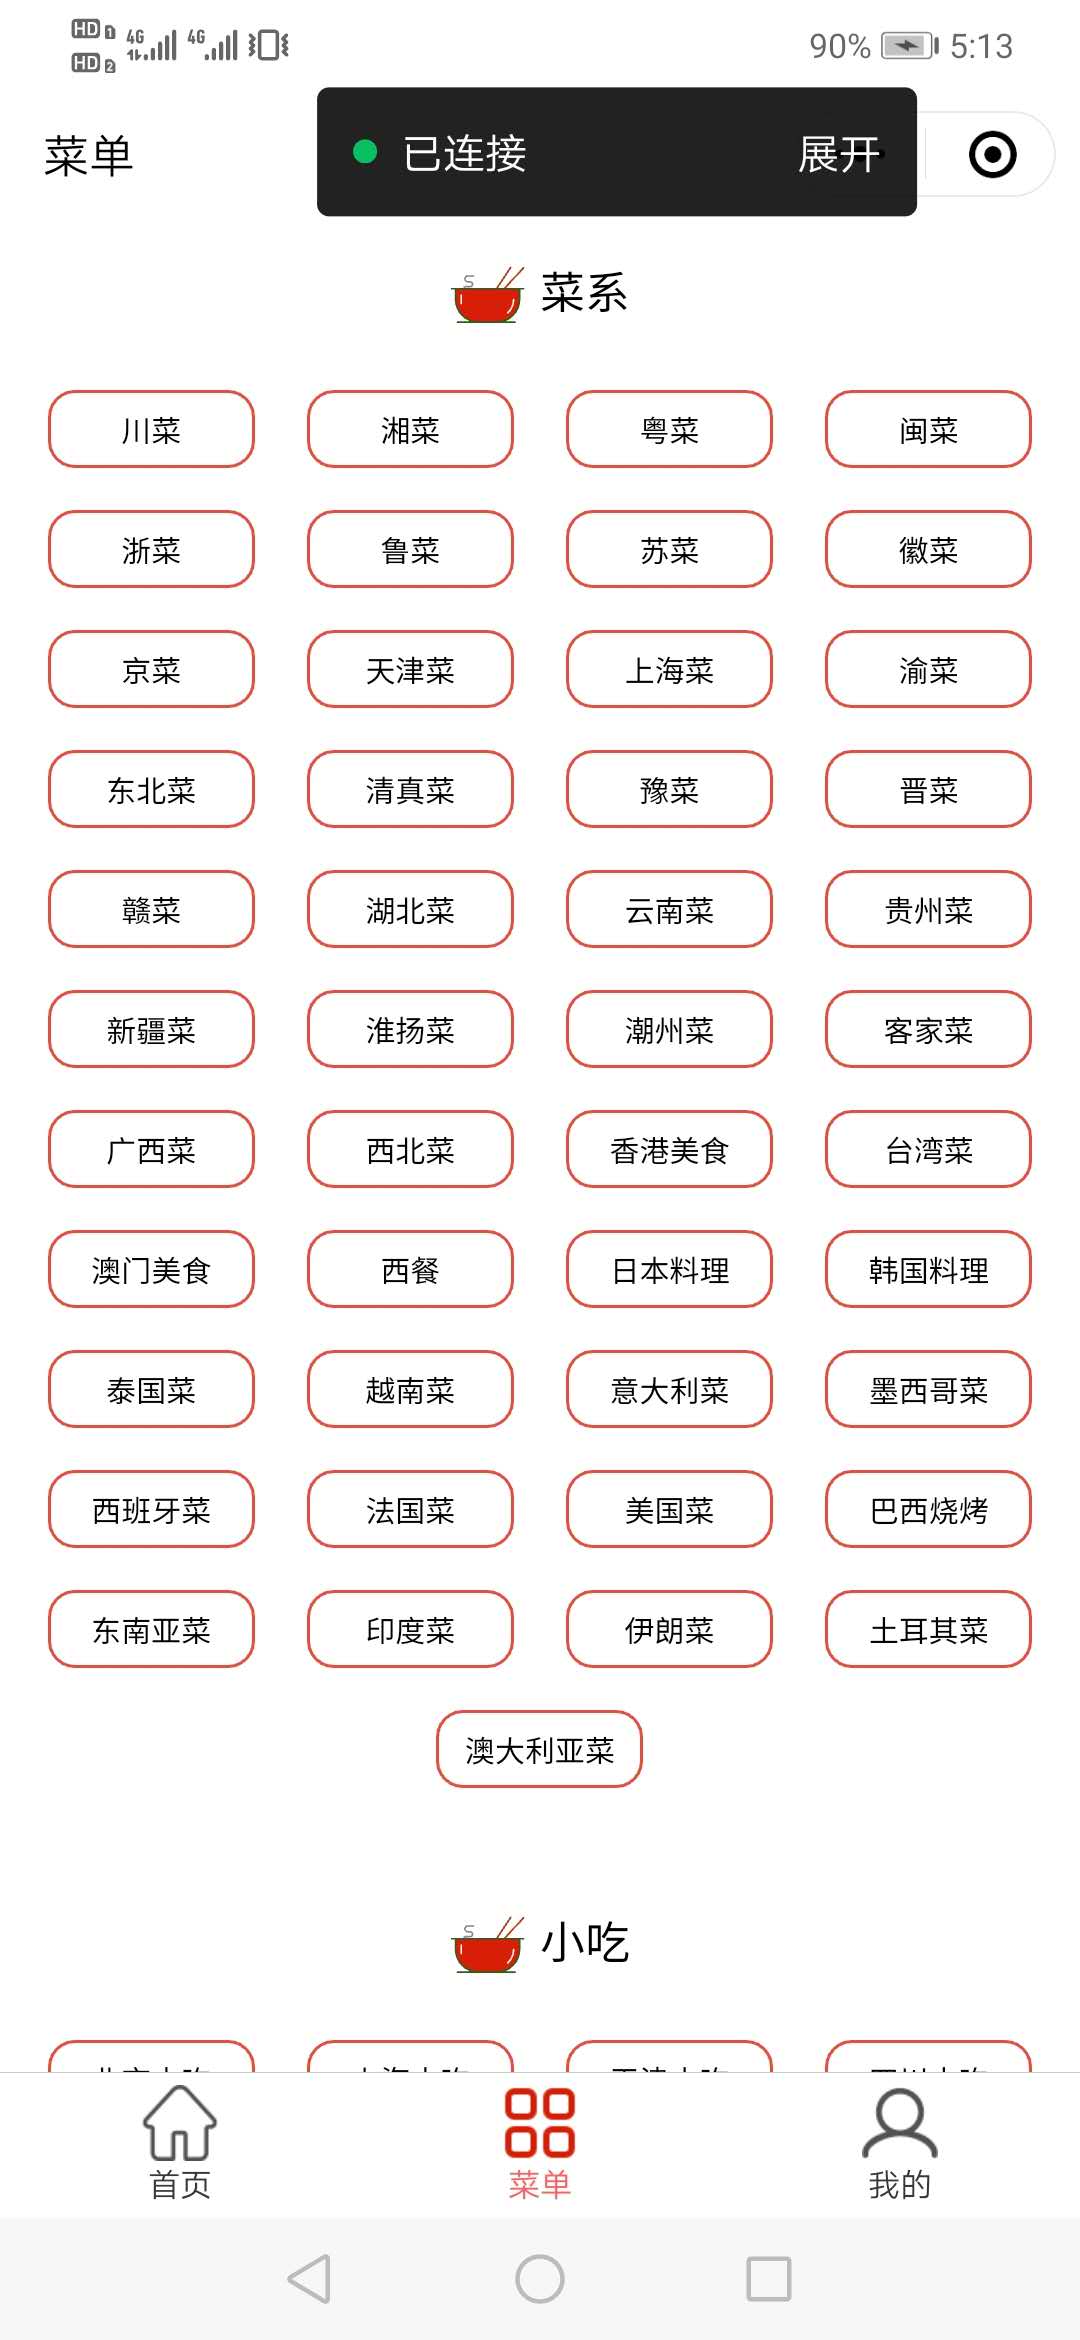 HD 1 4G 4G 90% 5:13
HD 2
菜单 已连接 展开
菜系
川菜 湘菜 粤菜 闽菜
浙菜 鲁菜 苏菜 徽菜
京菜 天津菜 上海菜 渝菜
东北菜 清真菜 豫菜 晋菜
赣菜 湖北菜 云南菜 贵州菜
新疆菜 淮扬菜 潮州菜 客家菜
广西菜 西北菜 香港美食 台湾菜
澳门美食 西餐 日本料理 韩国料理
泰国菜 越南菜 意大利菜 墨西哥菜
西班牙菜 法国菜 美国菜 巴西烧烤
东南亚菜 印度菜 伊朗菜 土耳其菜
澳大利亚菜
小吃
首页 菜单 我的